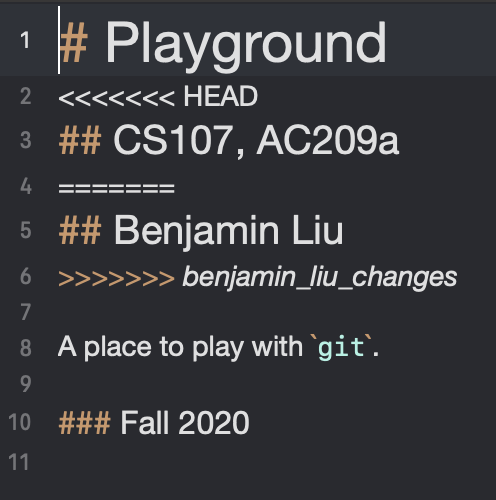 1 # Playground
2 <<<<<<< HEAD
3 ## CS107, AC209a
4 =======
5 ## Benjamin Liu
6 >>>>>>> benjamin_liu_changes
7
8 A place to play with `git`.
9
10 ### Fall 2020
11